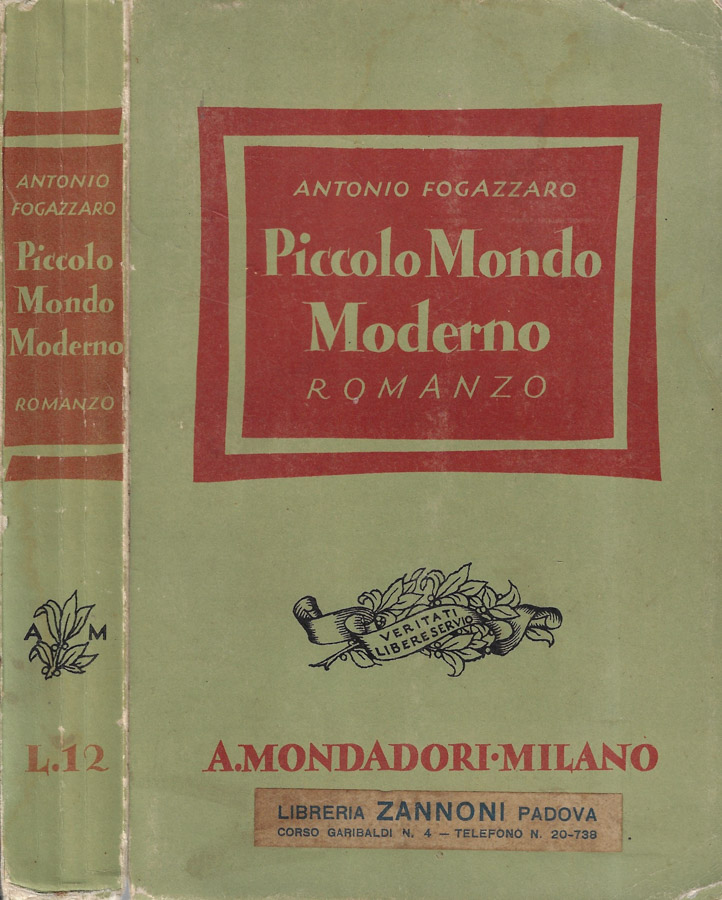 ANTONIO
FOGAZZARO
Piccolo
Mondo
Moderno
ROMANZO
A M
L.12
ANTONIO FOGAZZARO
Piccolo Mondo
Moderno
ROMANZO
VERITATI
LIBERE SERVIO
A.MONDADORI·MILANO
LIBRERIA ZANNONI PADOVA
CORSO GARIBALDI N. 4 — TELEFONO N. 20-738